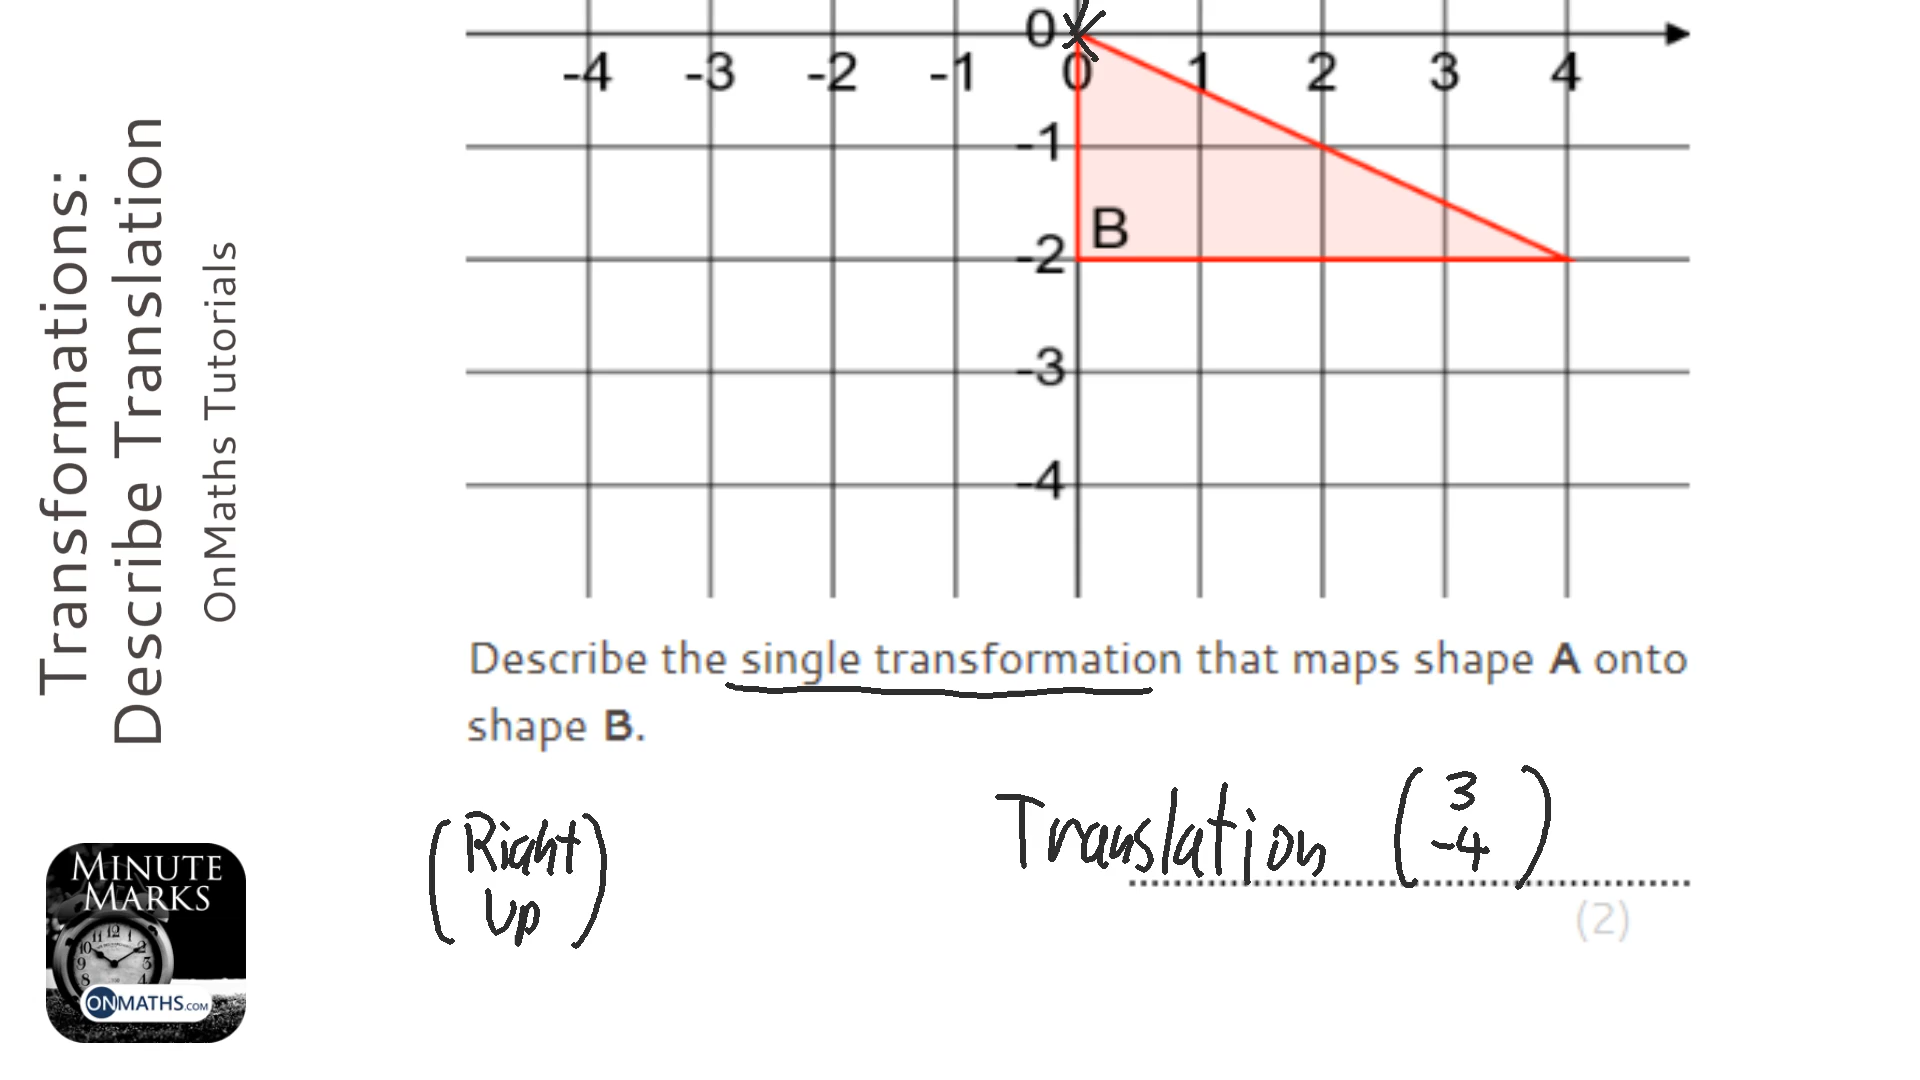 Transformations:
Describe Translation
OnMaths Tutorials
0
-4 -3 -2 -1 0 1 2 3 4
-1
B
-2
-3
-4
Describe the single transformation that maps shape A onto
shape B.
(Right
Up)
Translation (3
-4)
(2)
MINUTE
MARKS
ONMATHS.COM